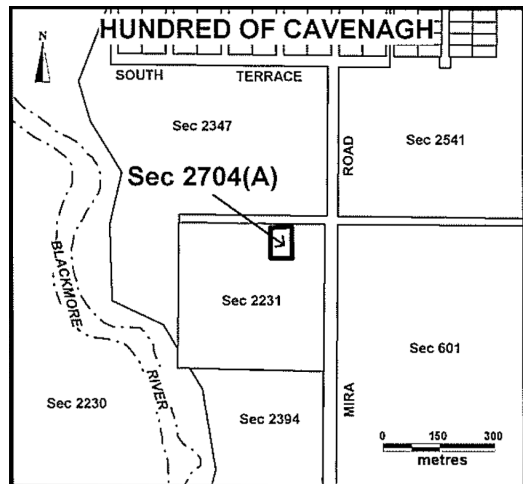 HUNDRED OF CAVENAGH
N
SOUTH TERRACE
Sec 2347
ROAD
Sec 2541
Sec 2704(A)
BLACKMORE
Sec 2231
Sec 601
RIVER
MIRA
Sec 2230
Sec 2394
0 150 300
metres